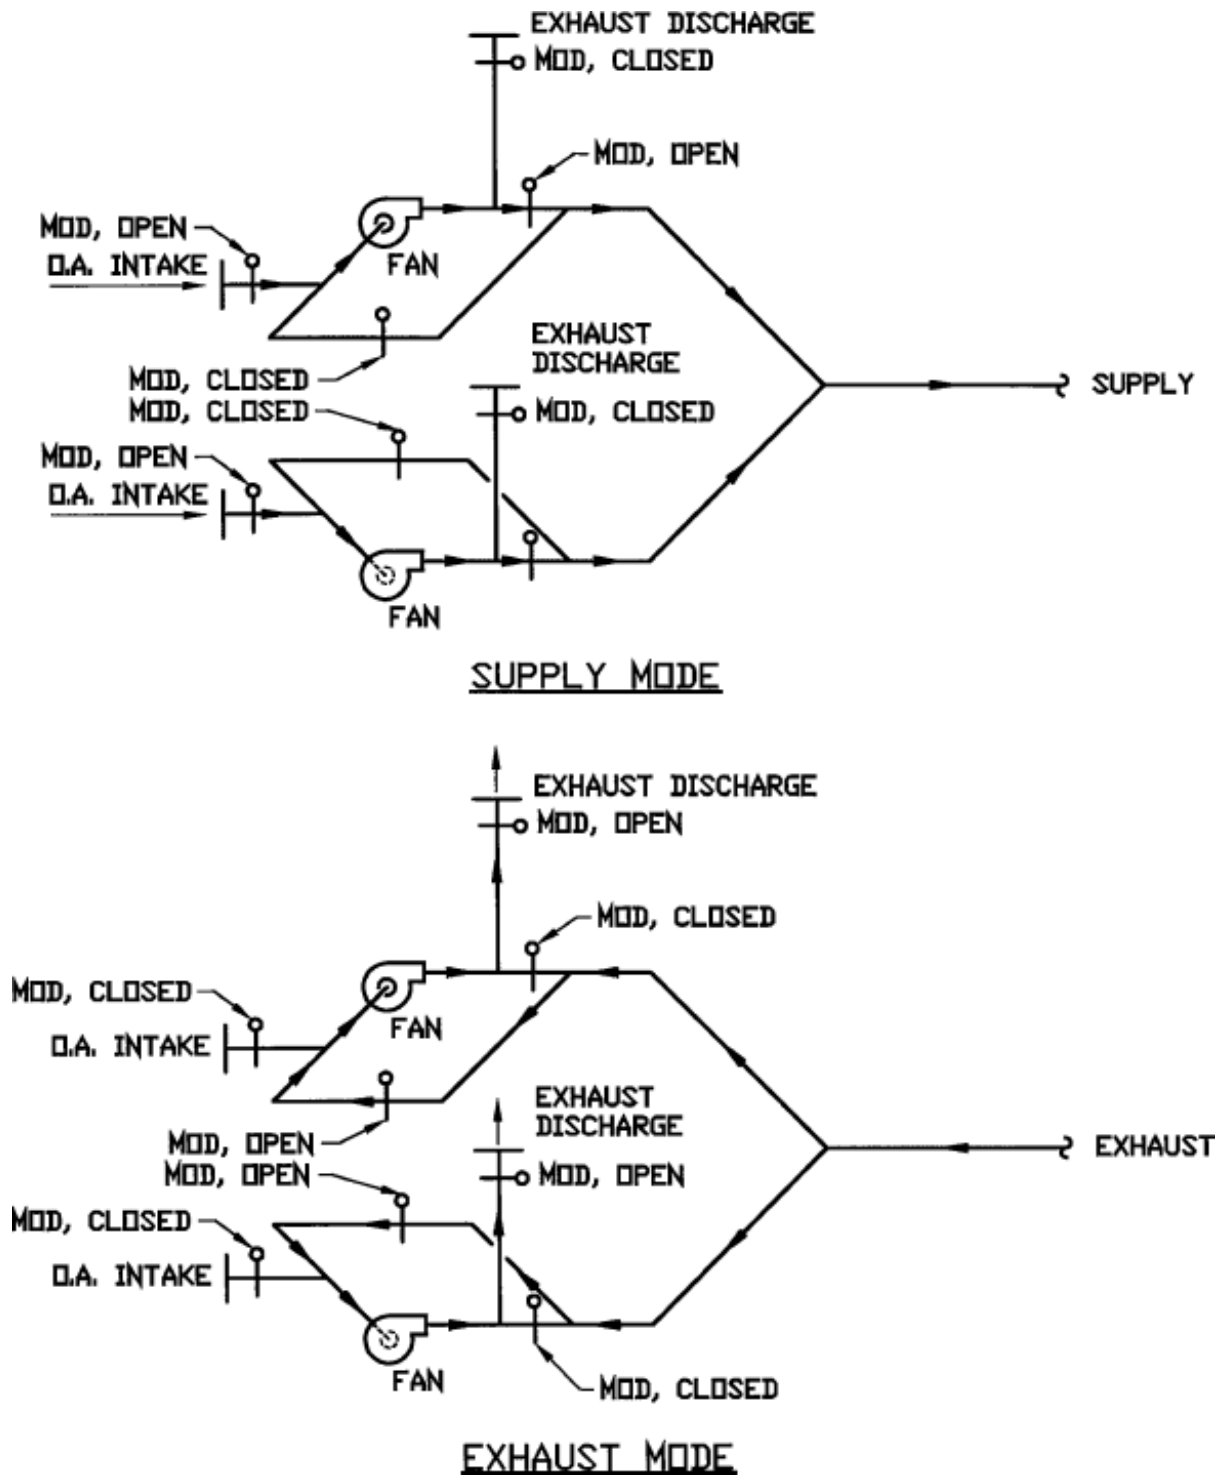 EXHAUST DISCHARGE
MOD, CLOSED
MOD, OPEN
MOD, OPEN
O.A. INTAKE
FAN
EXHAUST
DISCHARGE
MOD, CLOSED
MOD, CLOSED
MOD, CLOSED
SUPPLY
MOD, OPEN
O.A. INTAKE
FAN
SUPPLY MODE
EXHAUST DISCHARGE
MOD, OPEN
MOD, CLOSED
MOD, CLOSED
O.A. INTAKE
FAN
EXHAUST
DISCHARGE
MOD, OPEN
MOD, OPEN
MOD, OPEN
EXHAUST
MOD, CLOSED
O.A. INTAKE
FAN
MOD, CLOSED
EXHAUST MODE